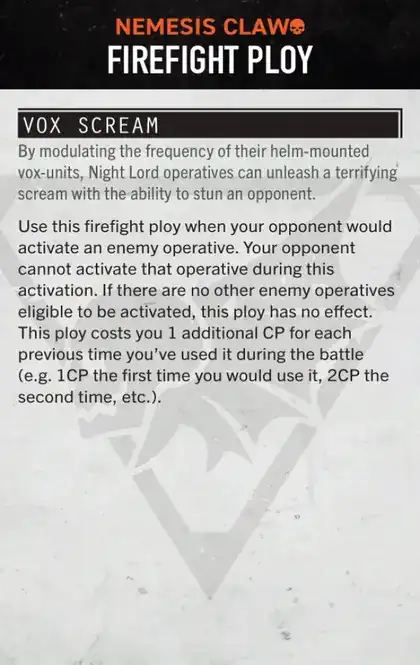 NEMESIS CLAW
FIREFIGHT PLOY
VOX SCREAM
By modulating the frequency of their helm-mounted
vox-units, Night Lord operatives can unleash a terrifying
scream with the ability to stun an opponent.
Use this firefight ploy when your opponent would
activate an enemy operative. Your opponent
cannot activate that operative during this
activation. If there are no other enemy operatives
eligible to be activated, this ploy has no effect.
This ploy costs you 1 additional CP for each
previous time you’ve used it during the battle
(e.g. 1CP the first time you would use it, 2CP the
second time, etc.).